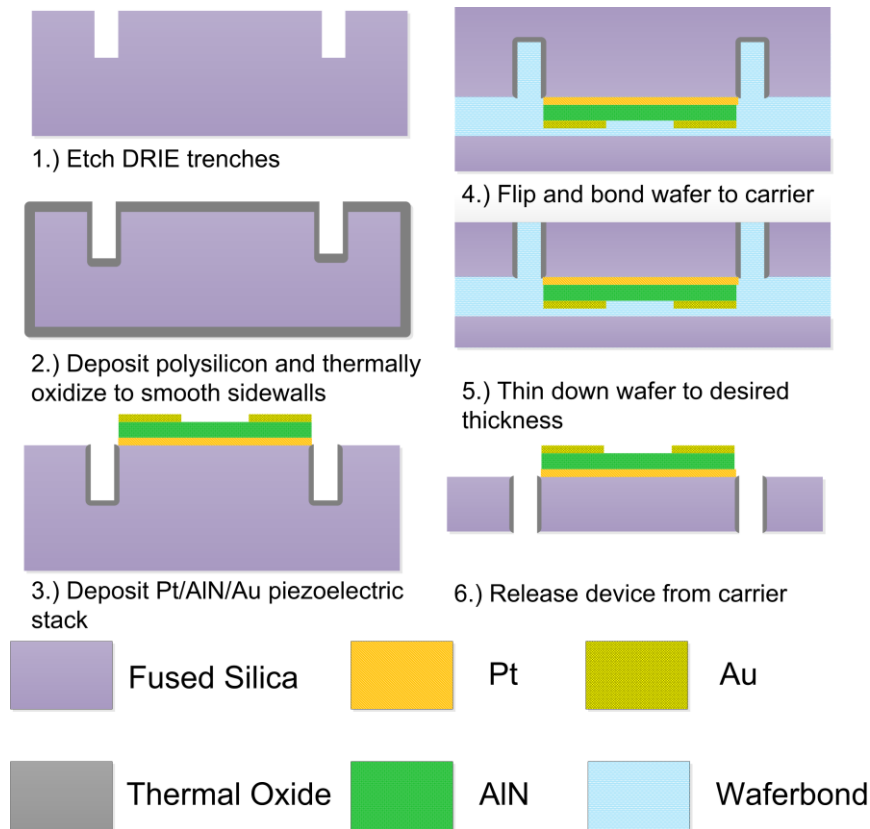 1.) Etch DRIE trenches
2.) Deposit polysilicon and thermally
oxidize to smooth sidewalls
3.) Deposit Pt/AlN/Au piezoelectric
stack
4.) Flip and bond wafer to carrier
5.) Thin down wafer to desired
thickness
6.) Release device from carrier
Fused Silica
Pt
Au
Thermal Oxide
AlN
Waferbond